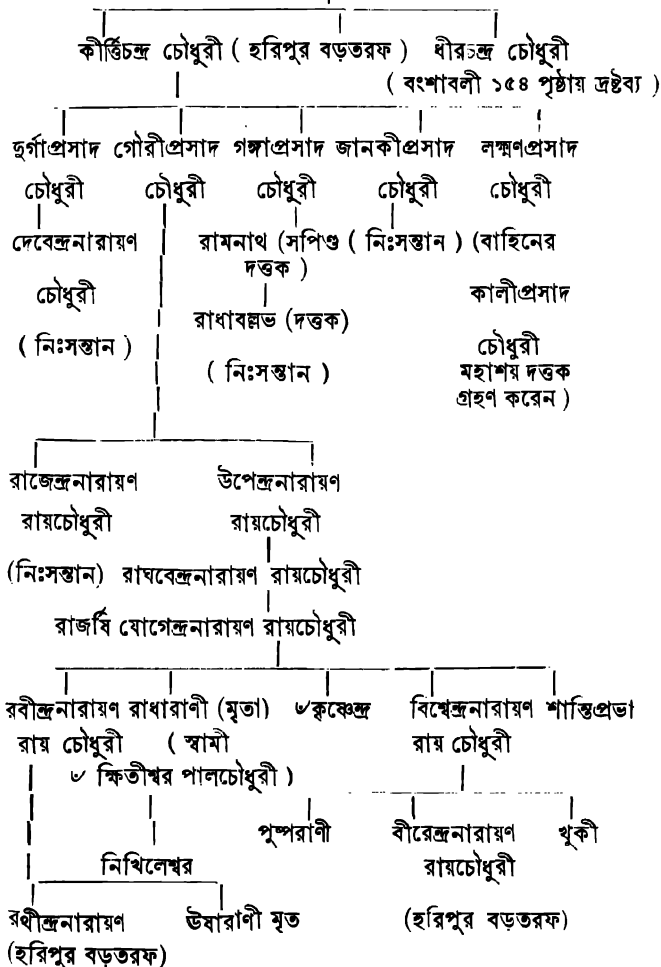 কীর্ত্তিচন্দ্র চৌধুরী ( হরিপুর বড়তরফ ) ধীরচন্দ্র চৌধুরী
( বংশাবলী ১৫৪ পৃষ্ঠায় দ্রষ্টব্য )
দুর্গাপ্রসাদ গৌরীপ্রসাদ গঙ্গাপ্রসাদ জানকীপ্রসাদ লক্ষ্মণপ্রসাদ
চৌধুরী চৌধুরী চৌধুরী চৌধুরী চৌধুরী
দেবেন্দ্রনারায়ণ রামনাথ (সপিণ্ড ( নিঃসন্তান ) (বাহিনের
দত্তক )
চৌধুরী কালীপ্রসাদ
রাধাবল্লভ (দত্তক)
( নিঃসন্তান ) চৌধুরী
( নিঃসন্তান ) মহাশয় দত্তক
গ্রহণ করেন )
রাজেন্দ্রনারায়ণ উপেন্দ্রনারায়ণ
রায়চৌধুরী রায়চৌধুরী
(নিঃসন্তান) রাঘবেন্দ্রনারায়ণ রায়চৌধুরী
রাজর্ষি যোগেন্দ্রনারায়ণ রায়চৌধুরী
রবীন্দ্রনারায়ণ রাধারাণী (মৃতা) ৺কৃষ্ণেন্দ্র বিশ্বেন্দ্রনারায়ণ শান্তিপ্রভা
রায় চৌধুরী ( স্বামী রায় চৌধুরী
৺ ক্ষিতীশ্বর পালচৌধুরী )
পুষ্পরাণী বীরেন্দ্রনারায়ণ খুকী
নিখিলেশ্বর রায়চৌধুরী
রথীন্দ্রনারায়ণ ঊষারাণী মৃত (হরিপুর বড়তরফ)
(হরিপুর বড়তরফ)